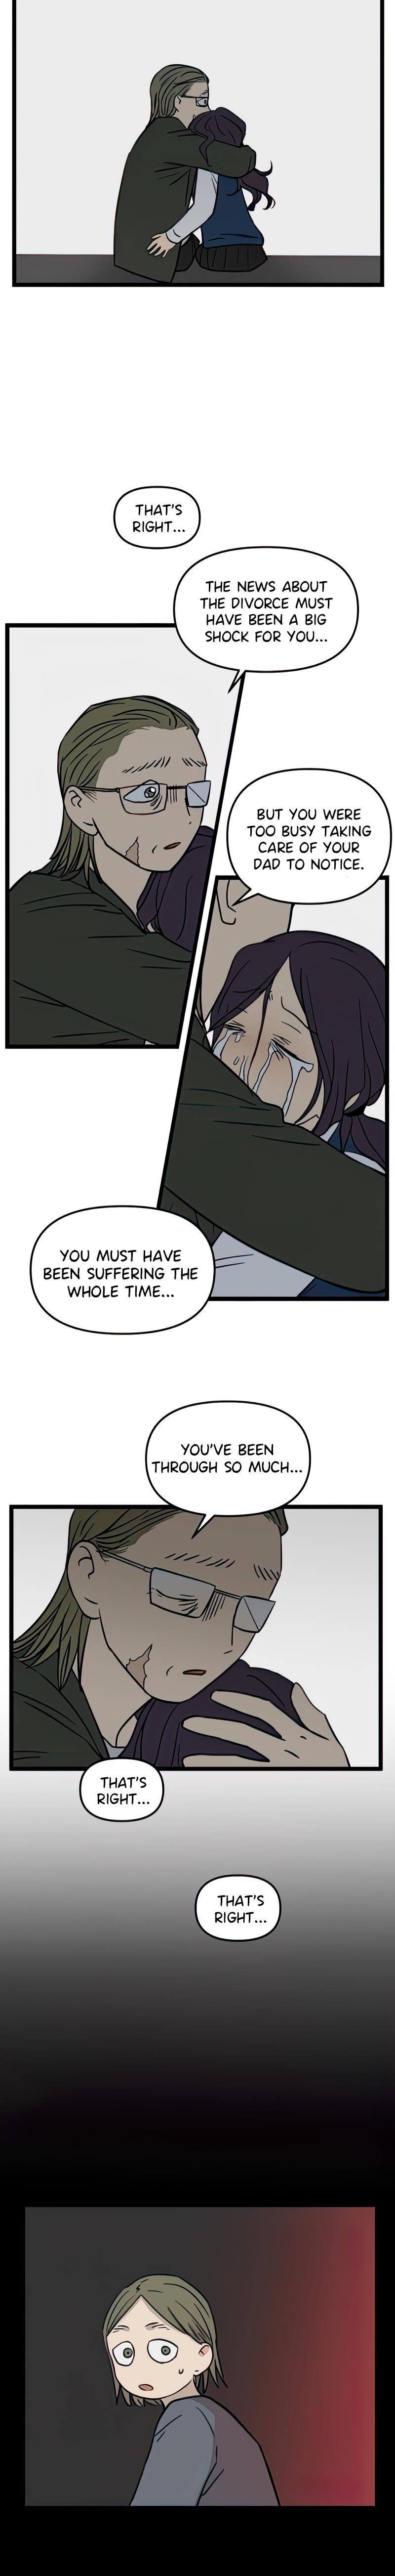 THAT'S
RIGHT...
THE NEWS ABOUT
THE DIVORCE MUST
HAVE BEEN A BIG
SHOCK FOR YOU...
BUT YOU WERE
TOO BUSY TAKING
CARE OF YOUR
DAD TO NOTICE.
YOU MUST HAVE
BEEN SUFFERING THE
WHOLE TIME...
YOU'VE BEEN
THROUGH SO MUCH...
THAT'S
RIGHT...
THAT'S
RIGHT...